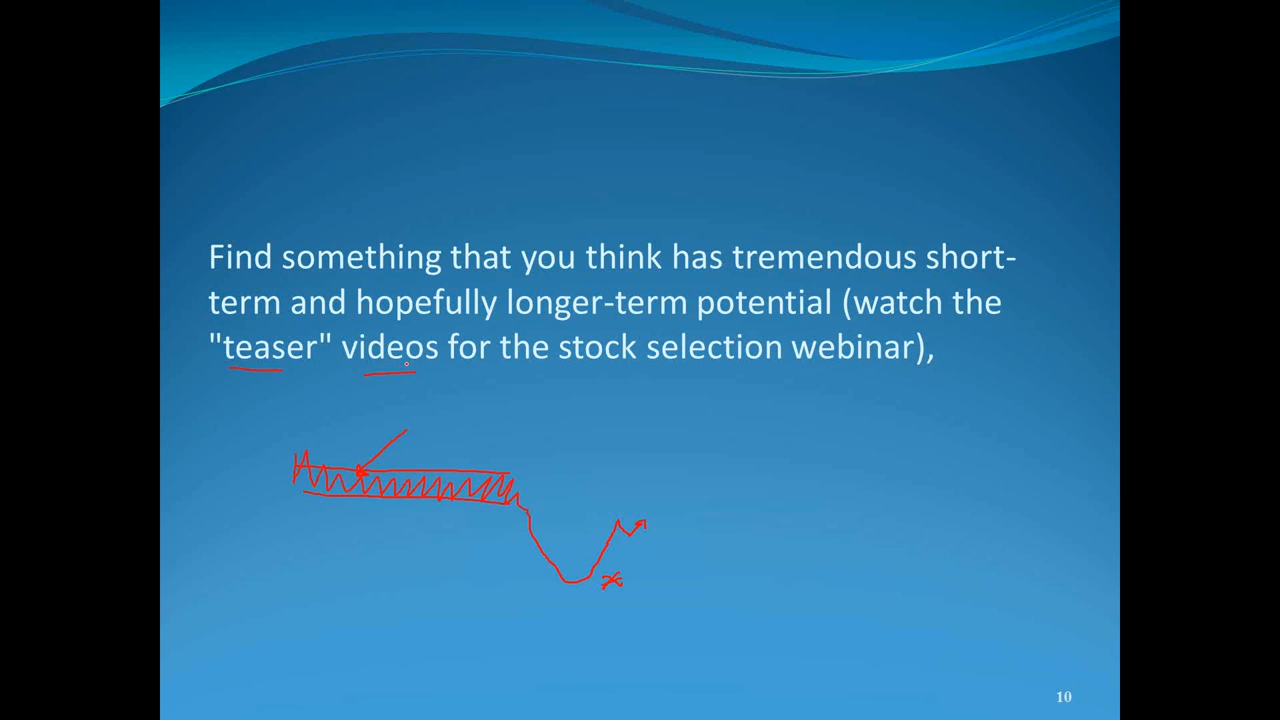 Find something that you think has tremendous short-
term and hopefully longer-term potential (watch the
"teaser" videos for the stock selection webinar),
10